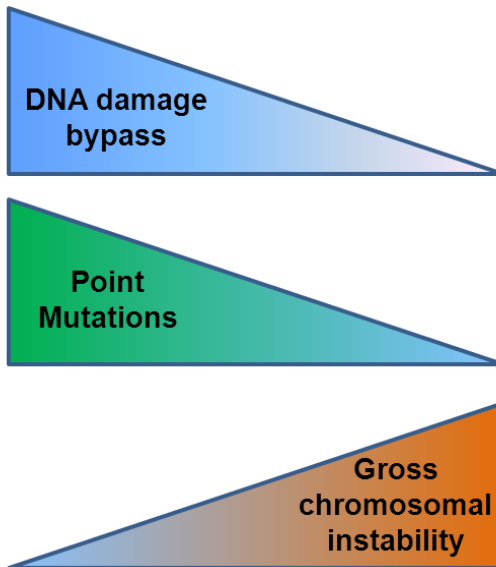 DNA damage
bypass
Point
Mutations
Gross
chromosomal
instability